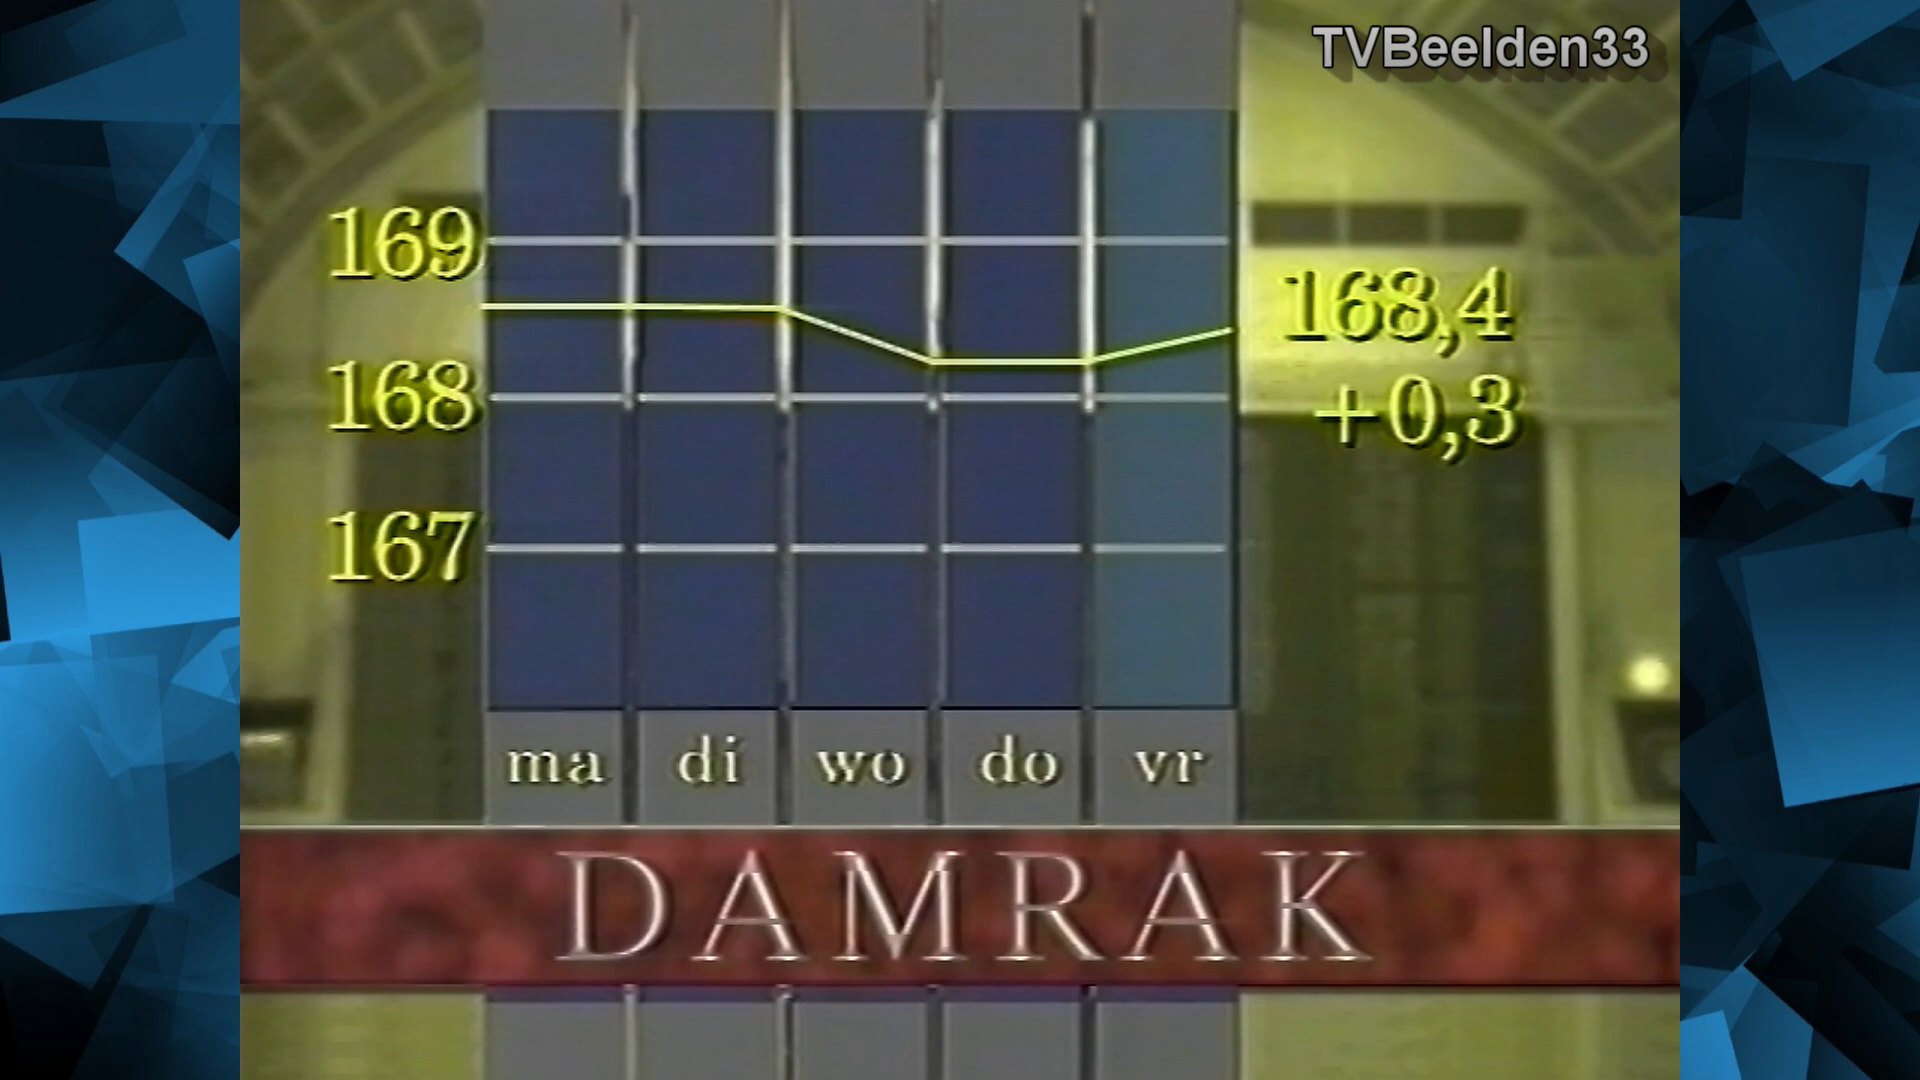 TVBeelden33
169
168
167
168,4
+0,3
ma di wo do vr
DAMRAK